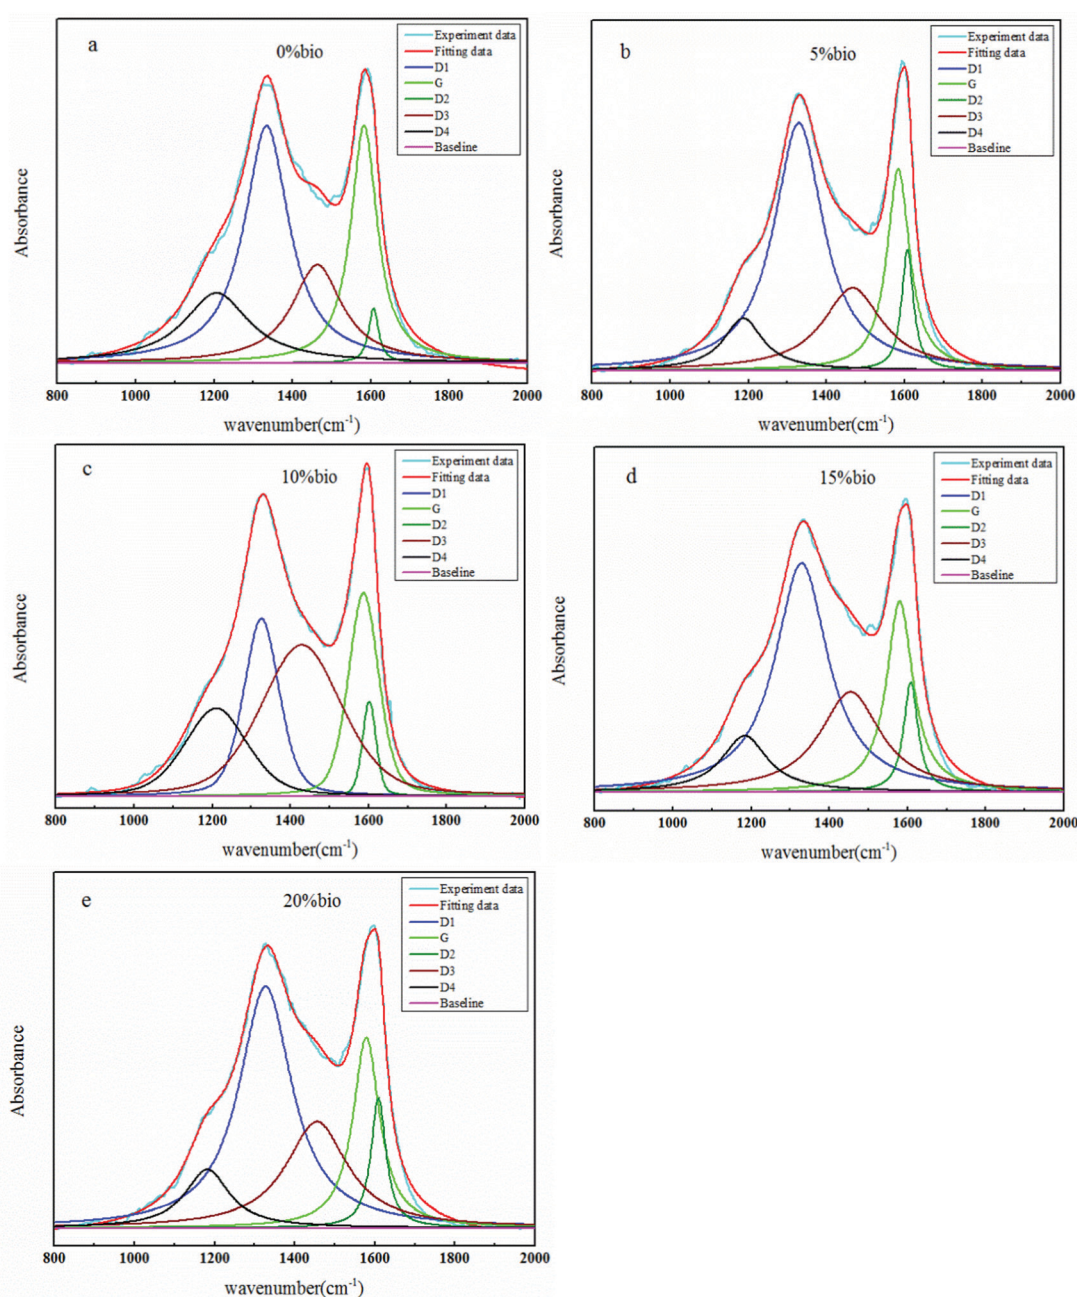 a
0%bio
Experiment data
Fitting data
D1
G
D2
D3
D4
Baseline
Absorbance
800 1000 1200 1400 1600 1800 2000
wavenumber(cm⁻¹)
b
5%bio
Experiment data
Fitting data
D1
G
D2
D3
D4
Baseline
Absorbance
800 1000 1200 1400 1600 1800 2000
wavenumber(cm⁻¹)
c
10%bio
Experiment data
Fitting data
D1
G
D2
D3
D4
Baseline
Absorbance
800 1000 1200 1400 1600 1800 2000
wavenumber(cm⁻¹)
d
15%bio
Experiment data
Fitting data
D1
G
D2
D3
D4
Baseline
Absorbance
800 1000 1200 1400 1600 1800 2000
wavenumber(cm⁻¹)
e
20%bio
Experiment data
Fitting data
D1
G
D2
D3
D4
Baseline
Absorbance
800 1000 1200 1400 1600 1800 2000
wavenumber(cm⁻¹)